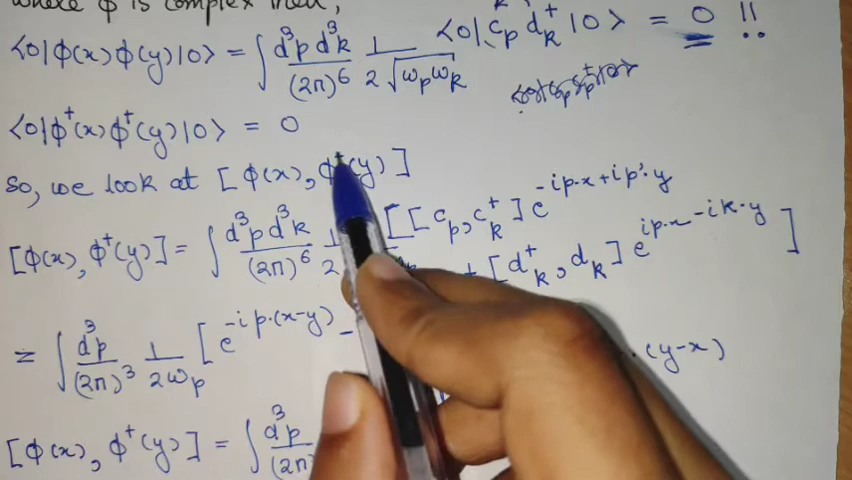 where φ is complex then,
<0|φ(x)φ(y)|0> = ∫ d³p d³k / (2π)⁶ 1 / 2√(ω_p ω_k) <0|c_p d_k⁺|0> = 0 !!
<0|φ⁺(x)φ⁺(y)|0> = 0
so, we look at [φ(x), φ⁺(y)]
[φ(x), φ⁺(y)] = ∫ d³p d³k / (2π)⁶ 1 / 2 [[c_p, c_k⁺] e^{-ip·x+ip'·y} + [d_k⁺, d_k] e^{ip·x-ik·y}]
= ∫ d³p / (2π)³ 1 / 2ω_p [e^{-ip·(x-y)} - ·(y-x)
[φ(x), φ⁺(y)] = ∫ d³p / (2π)